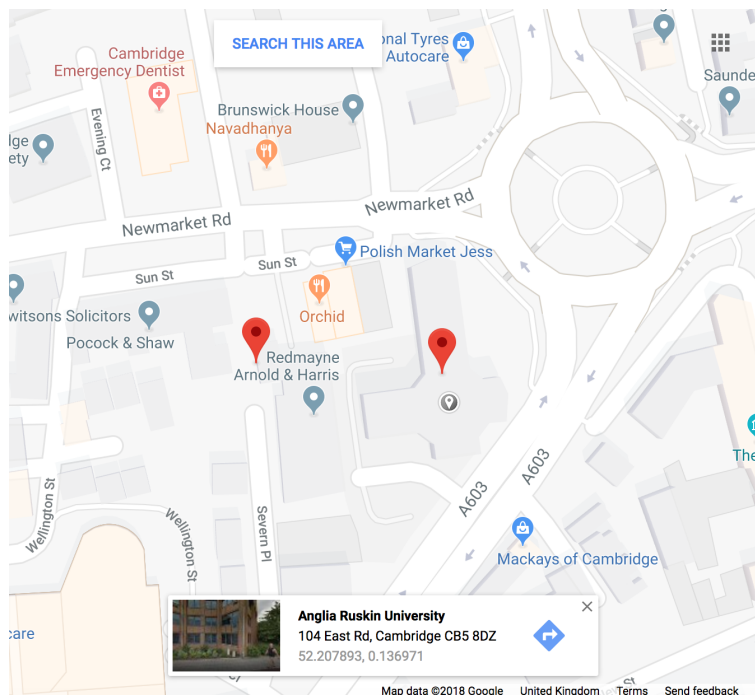 SEARCH THIS AREA
onal Tyres
Autocare
Cambridge
Emergency Dentist
Saunde
Brunswick House
Navadhanya
Evening Ct
dge
ety
Newmarket Rd
Newmarket Rd
Polish Market Jess
Sun St
Sun St
witsons Solicitors
Orchid
Pocock & Shaw
Redmayne
Arnold & Harris
The
A603
A603
Wellington St
Wellington St
Severn Pl
Mackays of Cambridge
Anglia Ruskin University
104 East Rd, Cambridge CB5 8DZ
52.207893, 0.136971
care
Map data ©2018 Google United Kingdom Terms Send feedback